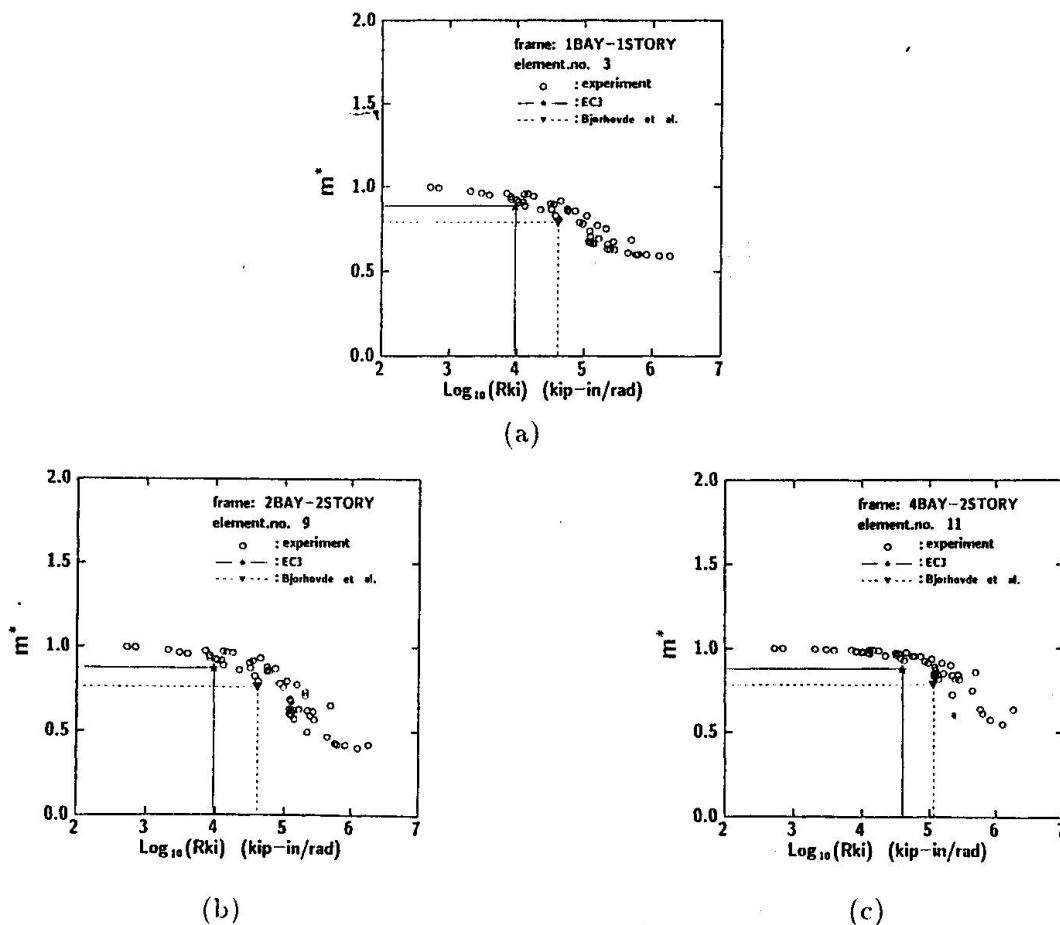 2.0
frame: 1BAY-1STORY
element.no. 3
○ : experiment
: EC3
: Bjorhovde et al.
1.5
m*
1.0
0.5
0.0
2 3 4 5 6 7
Log₁₀(Rki) (kip-in/rad)
(a)
2.0
frame: 2BAY-2STORY
element.no. 9
○ : experiment
: EC3
: Bjorhovde et al.
1.5
m*
1.0
0.5
0.0
2 3 4 5 6 7
Log₁₀(Rki) (kip-in/rad)
(b)
2.0
frame: 4BAY-2STORY
element.no. 11
○ : experiment
: EC3
: Bjorhovde et al.
1.5
m*
1.0
0.5
0.0
2 3 4 5 6 7
Log₁₀(Rki) (kip-in/rad)
(c)